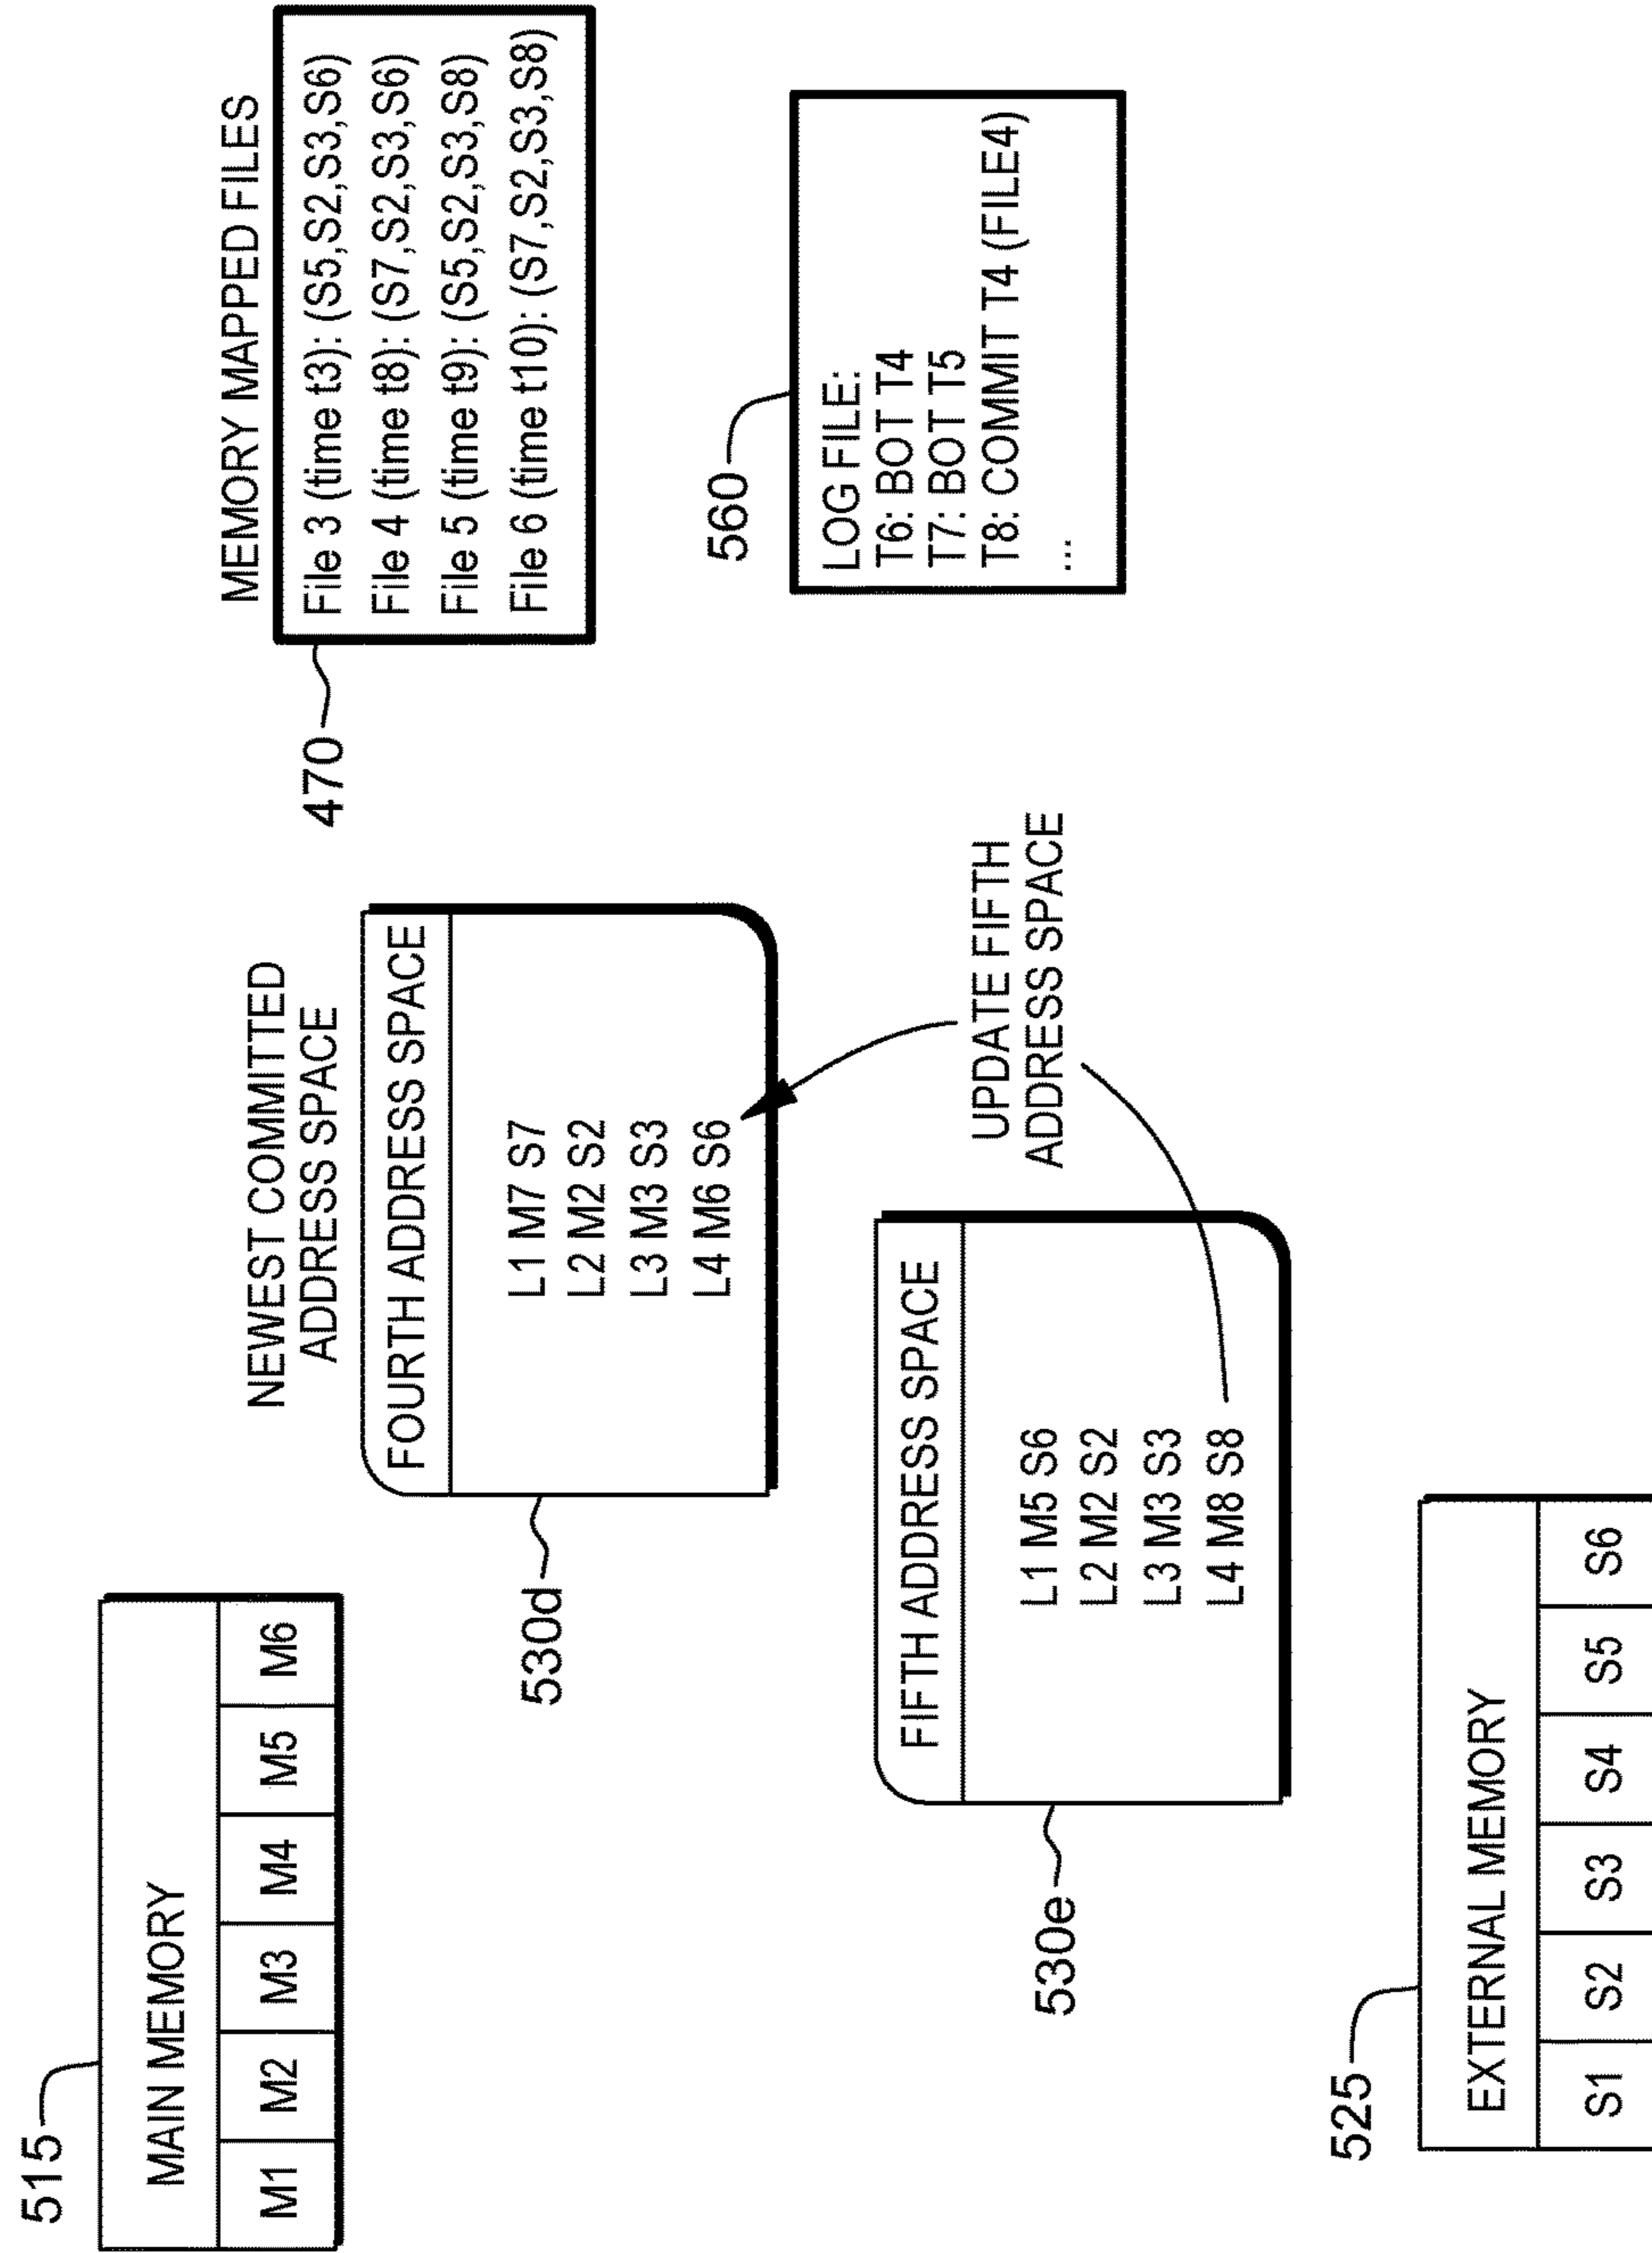 515
MAIN MEMORY
M1 M2 M3 M4 M5 M6
NEWEST COMMITTED
ADDRESS SPACE
530d
FOURTH ADDRESS SPACE
L1 M7 S7
L2 M2 S2
L3 M3 S3
L4 M6 S6
MEMORY MAPPED FILES
470
File 3 (time t3): (S5,S2,S3,S6)
File 4 (time t8): (S7,S2,S3,S6)
File 5 (time t9): (S5,S2,S3,S8)
File 6 (time t10): (S7,S2,S3,S8)
560
LOG FILE:
T6: BOT T4
T7: BOT T5
T8: COMMIT T4 (FILE4)
...
UPDATE FIFTH
ADDRESS SPACE
530e
FIFTH ADDRESS SPACE
L1 M5 S6
L2 M2 S2
L3 M3 S3
L4 M8 S8
525
EXTERNAL MEMORY
S1 S2 S3 S4 S5 S6